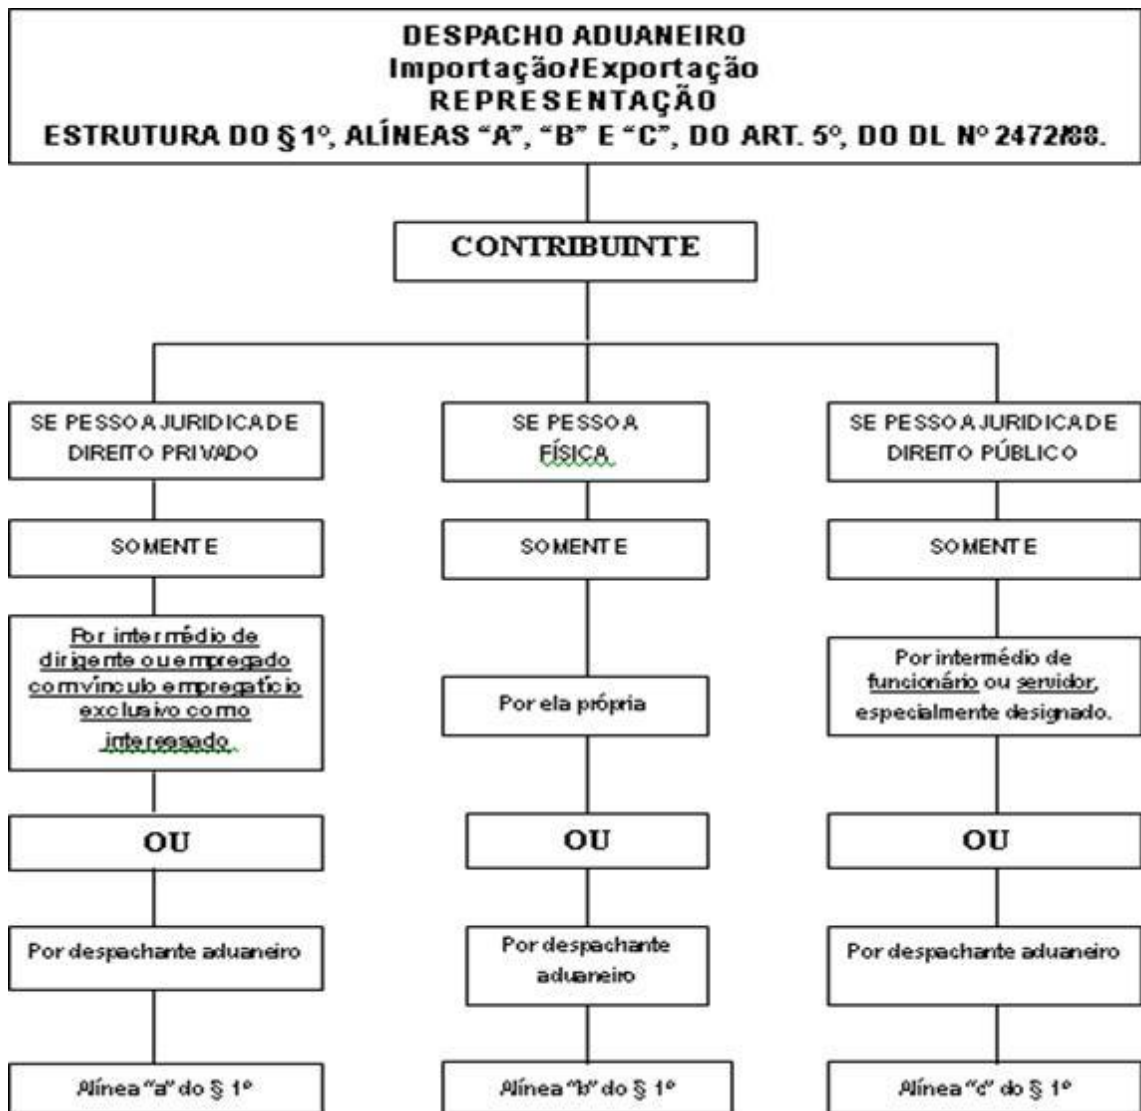 DESPACHO ADUANEIRO
Importação/Exportação
REPRESENTAÇÃO
ESTRUTURA DO § 1º, ALÍNEAS “A”, “B” E “C”, DO ART. 5º, DO DL Nº 2472/88.
CONTRIBUINTE
SE PESSOA JURIDICA DE
DIREITO PRIVADO
SOMENTE
Por intermédio de
dirigente ou empregado
com vínculo empregatício
exclusivo com o
interessado
OU
Por despachante aduaneiro
Alínea “a” do § 1º
SE PESSOA
FÍSICA
SOMENTE
Por ela própria
OU
Por despachante
aduaneiro
Alínea “b” do § 1º
SE PESSOA JURIDICA DE
DIREITO PÚBLICO
SOMENTE
Por intermédio de
funcionário ou servidor,
especialmente designado.
OU
Por despachante aduaneiro
Alínea “c” do § 1º